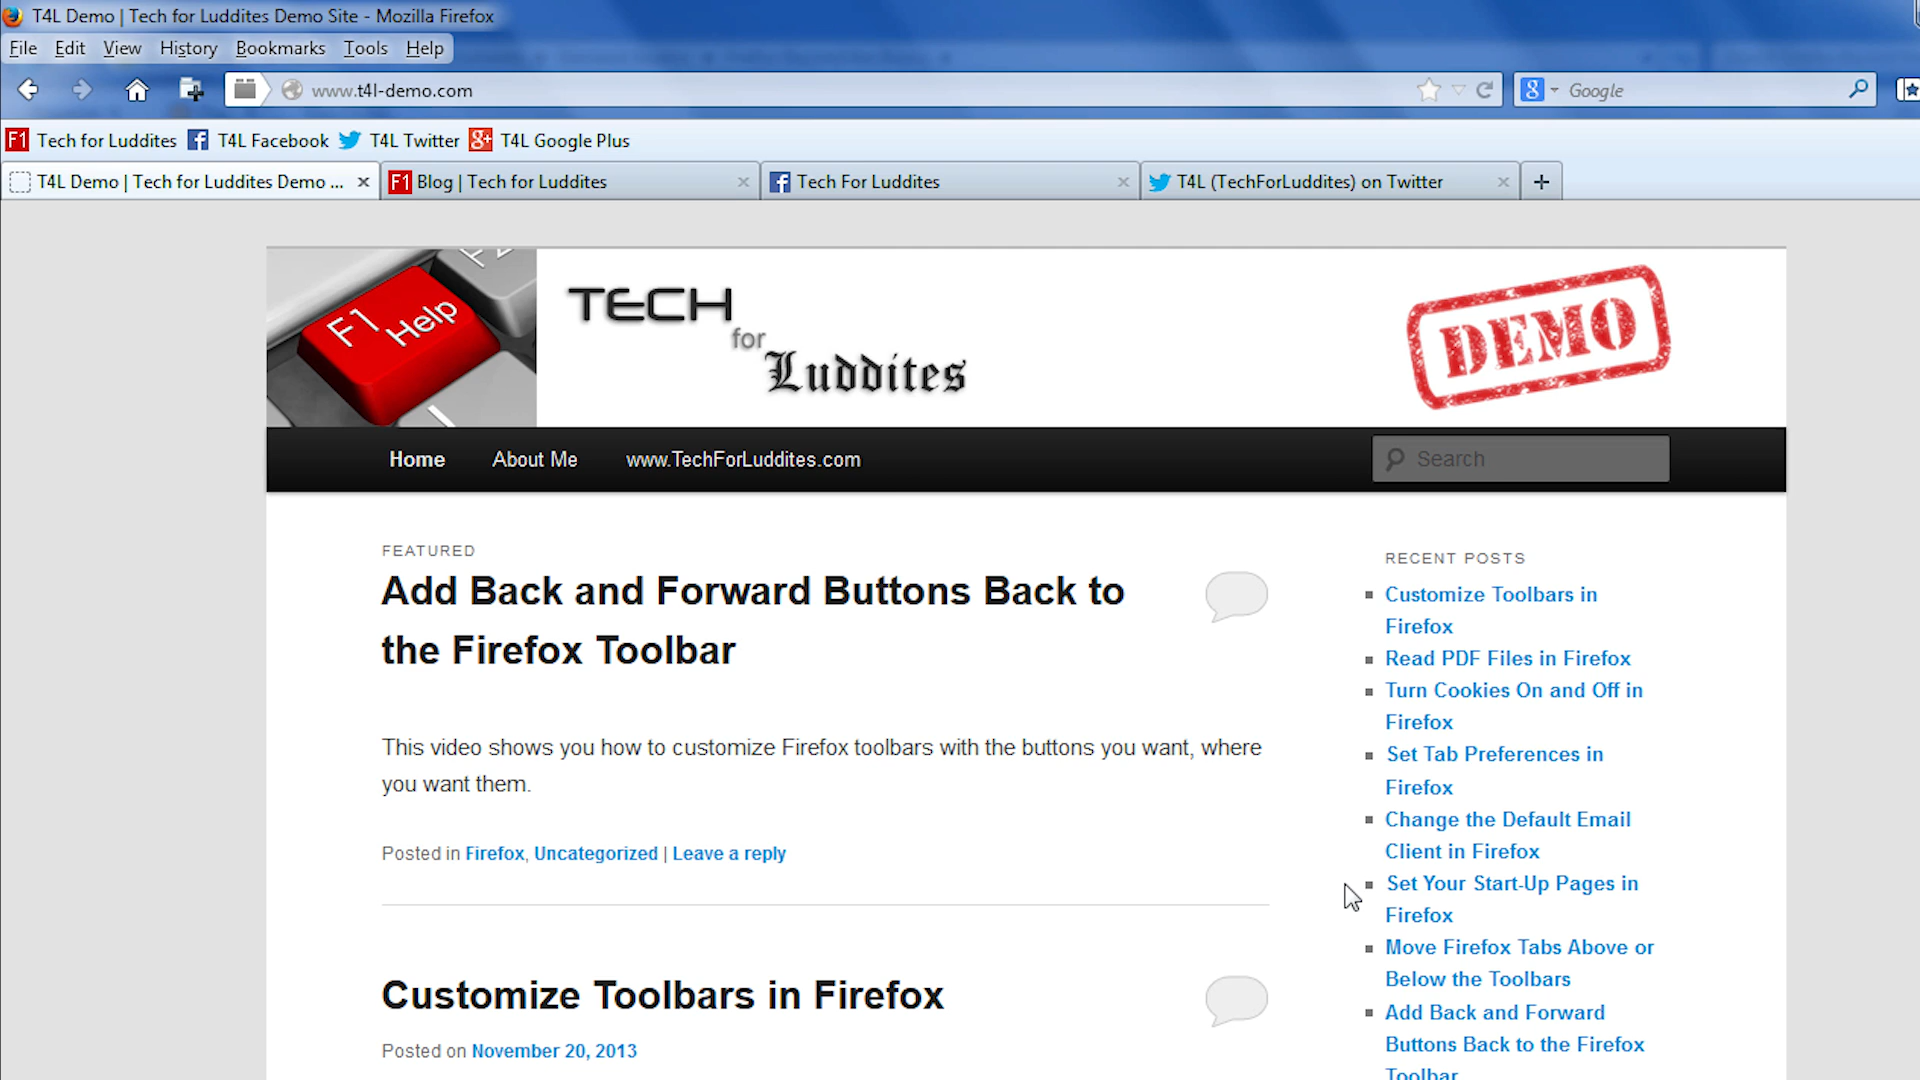 T4L Demo | Tech for Luddites Demo Site - Mozilla Firefox
File Edit View History Bookmarks Tools Help
www.t4l-demo.com
8 Google
F1 Tech for Luddites T4L Facebook T4L Twitter 8+ T4L Google Plus
T4L Demo | Tech for Luddites Demo ... F1 Blog | Tech for Luddites Tech For Luddites T4L (TechForLuddites) on Twitter
F1 Help
TECH
for
Luddites
DEMO
Home About Me www.TechForLuddites.com Search
FEATURED
Add Back and Forward Buttons Back to
the Firefox Toolbar
This video shows you how to customize Firefox toolbars with the buttons you want, where
you want them.
Posted in Firefox, Uncategorized | Leave a reply
Customize Toolbars in Firefox
Posted on November 20, 2013
RECENT POSTS
Customize Toolbars in
Firefox
Read PDF Files in Firefox
Turn Cookies On and Off in
Firefox
Set Tab Preferences in
Firefox
Change the Default Email
Client in Firefox
Set Your Start-Up Pages in
Firefox
Move Firefox Tabs Above or
Below the Toolbars
Add Back and Forward
Buttons Back to the Firefox
Toolbar